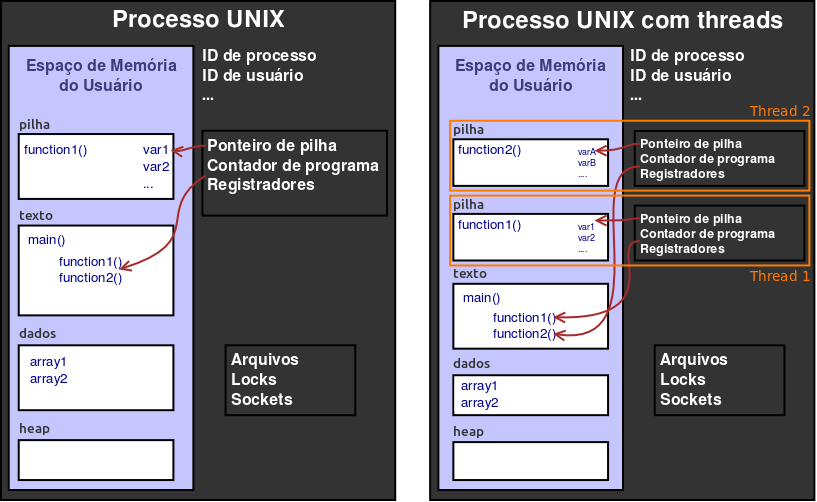 Processo UNIX
Espaço de Memória
do Usuário
ID de processo
ID de usuário
...
pilha
function1()
var1
var2
...
Ponteiro de pilha
Contador de programa
Registradores
texto
main()
function1()
function2()
dados
array1
array2
Arquivos
Locks
Sockets
heap
Processo UNIX com threads
Espaço de Memória
do Usuário
ID de processo
ID de usuário
...
Thread 2
pilha
function2()
varA
varB
....
Ponteiro de pilha
Contador de programa
Registradores
pilha
function1()
var1
var2
....
Ponteiro de pilha
Contador de programa
Registradores
Thread 1
texto
main()
function1()
function2()
dados
array1
array2
Arquivos
Locks
Sockets
heap